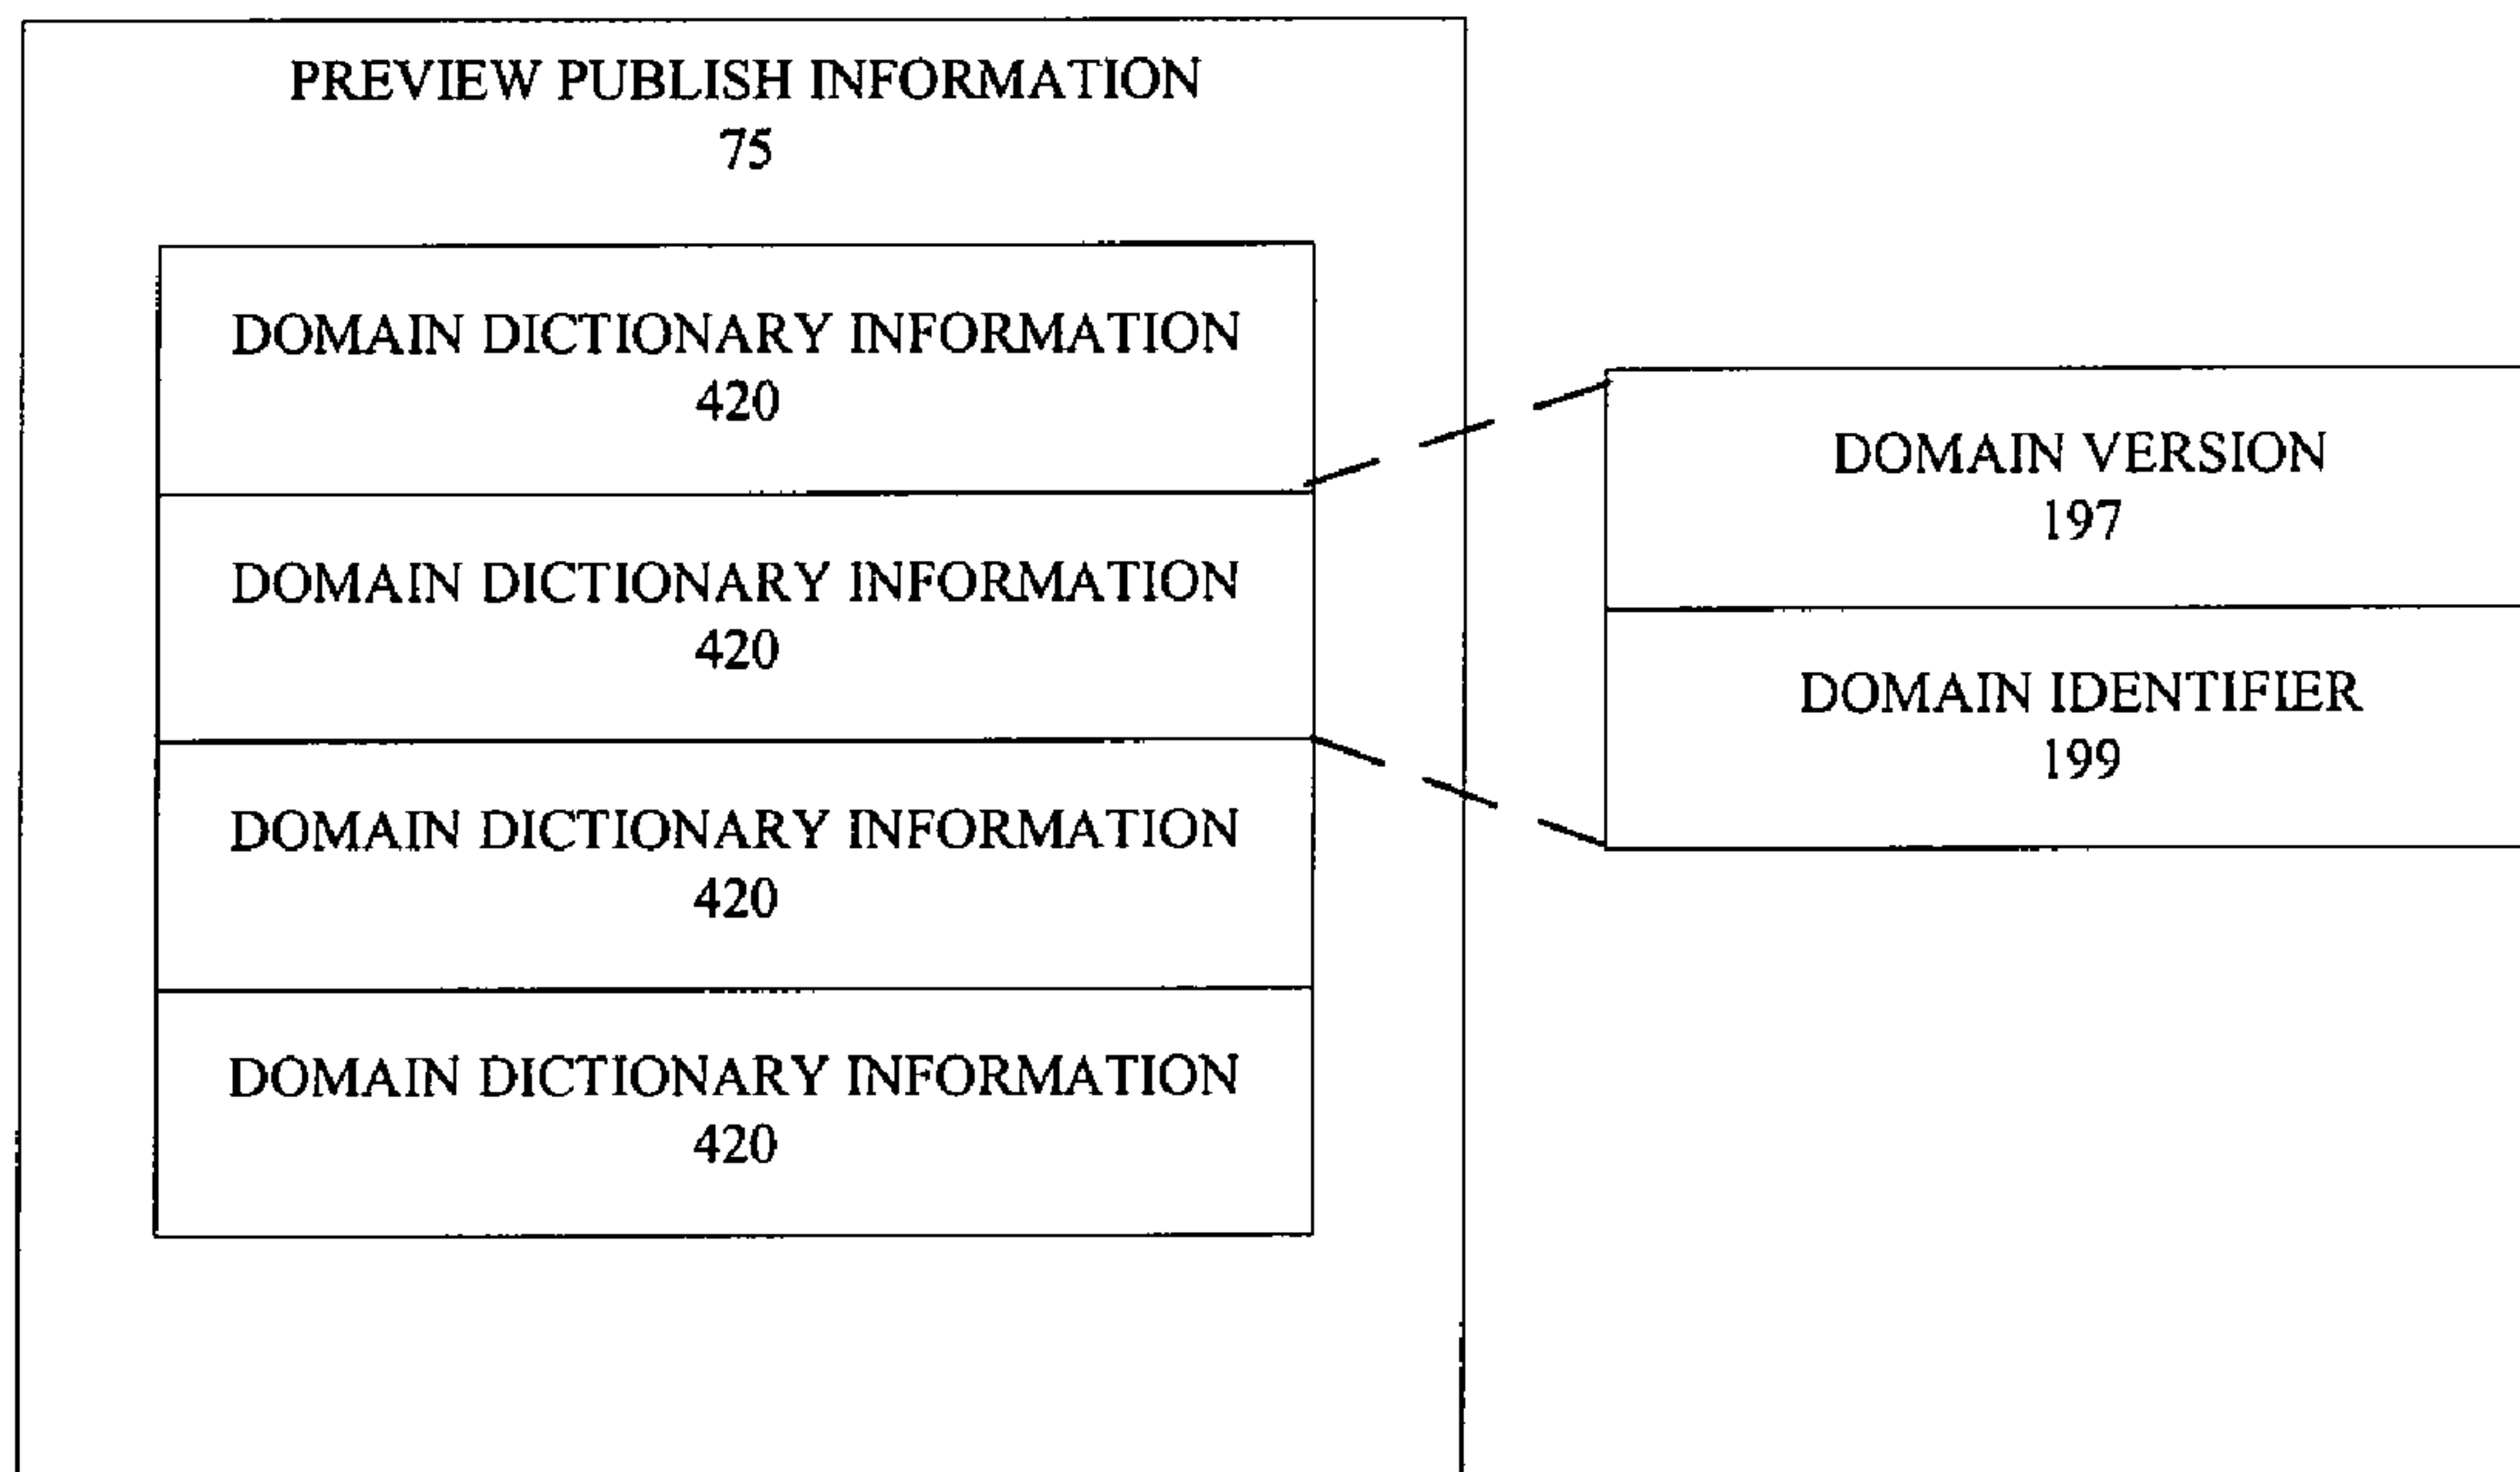 PREVIEW PUBLISH INFORMATION
75
DOMAIN DICTIONARY INFORMATION
420
DOMAIN DICTIONARY INFORMATION
420
DOMAIN DICTIONARY INFORMATION
420
DOMAIN DICTIONARY INFORMATION
420
DOMAIN VERSION
197
DOMAIN IDENTIFIER
199